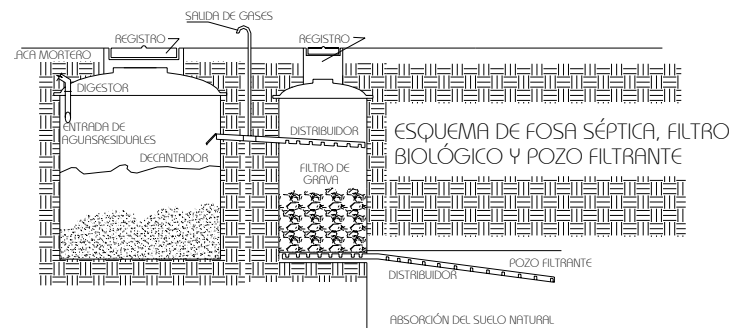 SALIDA DE GASES
REGISTRO
REGISTRO
ACA MORTERO
DIGESTOR
ENTRADA DE
AGUASRESIDUALES
DECANTADOR
DISTRIBUIDOR
FILTRO DE
GRAVA
ESQUEMA DE FOSA SÉPTICA, FILTRO
BIOLÓGICO Y POZO FILTRANTE
POZO FILTRANTE
DISTRIBUIDOR
ABSORCIÓN DEL SUELO NATURAL